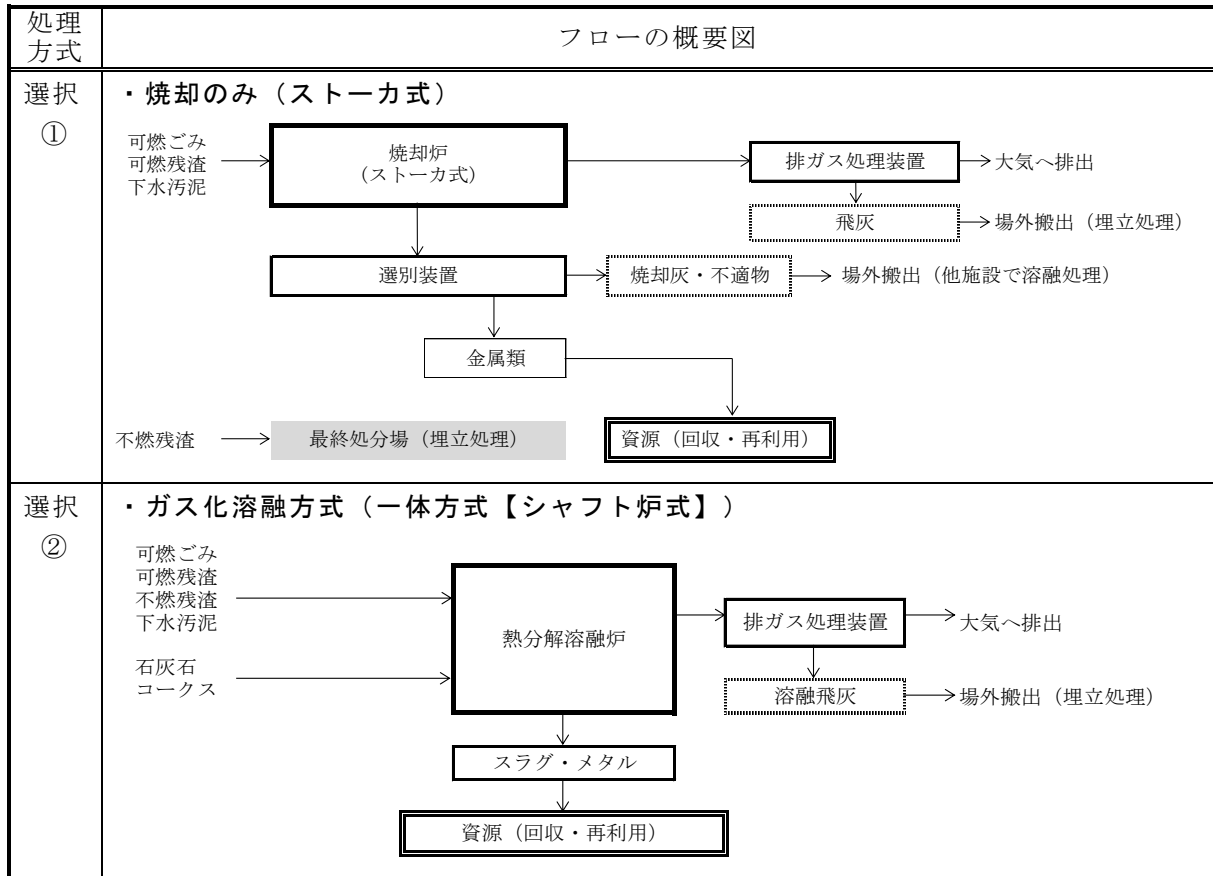 処理
方式
フローの概要図
選択
①
・焼却のみ（ストーカ式）
可燃ごみ
可燃残渣
下水汚泥
焼却炉
（ストーカ式）
排ガス処理装置
大気へ排出
飛灰
場外搬出（埋立処理）
選別装置
焼却灰・不適物
場外搬出（他施設で溶融処理）
金属類
不燃残渣
最終処分場（埋立処理）
資源（回収・再利用）
選択
②
・ガス化溶融方式（一体方式【シャフト炉式】）
可燃ごみ
可燃残渣
不燃残渣
下水汚泥
石灰石
コークス
熱分解溶融炉
排ガス処理装置
大気へ排出
溶融飛灰
場外搬出（埋立処理）
スラグ・メタル
資源（回収・再利用）